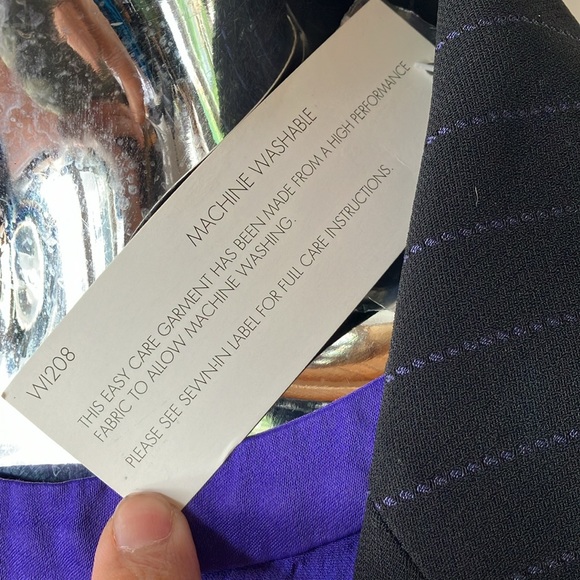 MACHINE WASHABLE
THIS EASY CARE GARMENT HAS BEEN MADE FROM A HIGH PERFORMANCE
FABRIC TO ALLOW MACHINE WASHING.
PLEASE SEE SEWN-IN LABEL FOR FULL CARE INSTRUCTIONS.
WI208